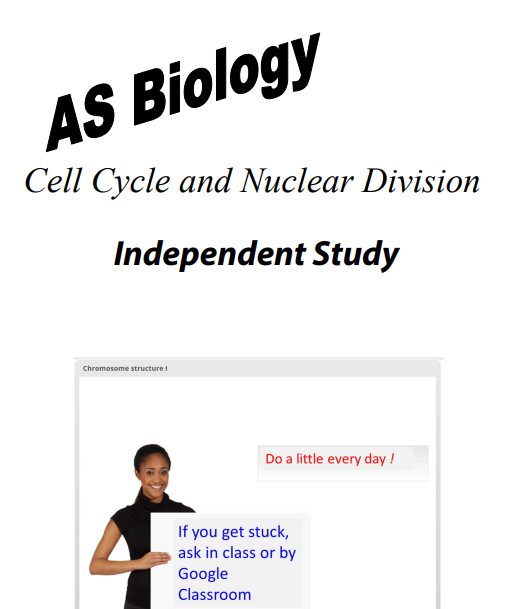 AS Biology
Cell Cycle and Nuclear Division
Independent Study
Chromosome structure I
Do a little every day !
If you get stuck,
ask in class or by
Google
Classroom